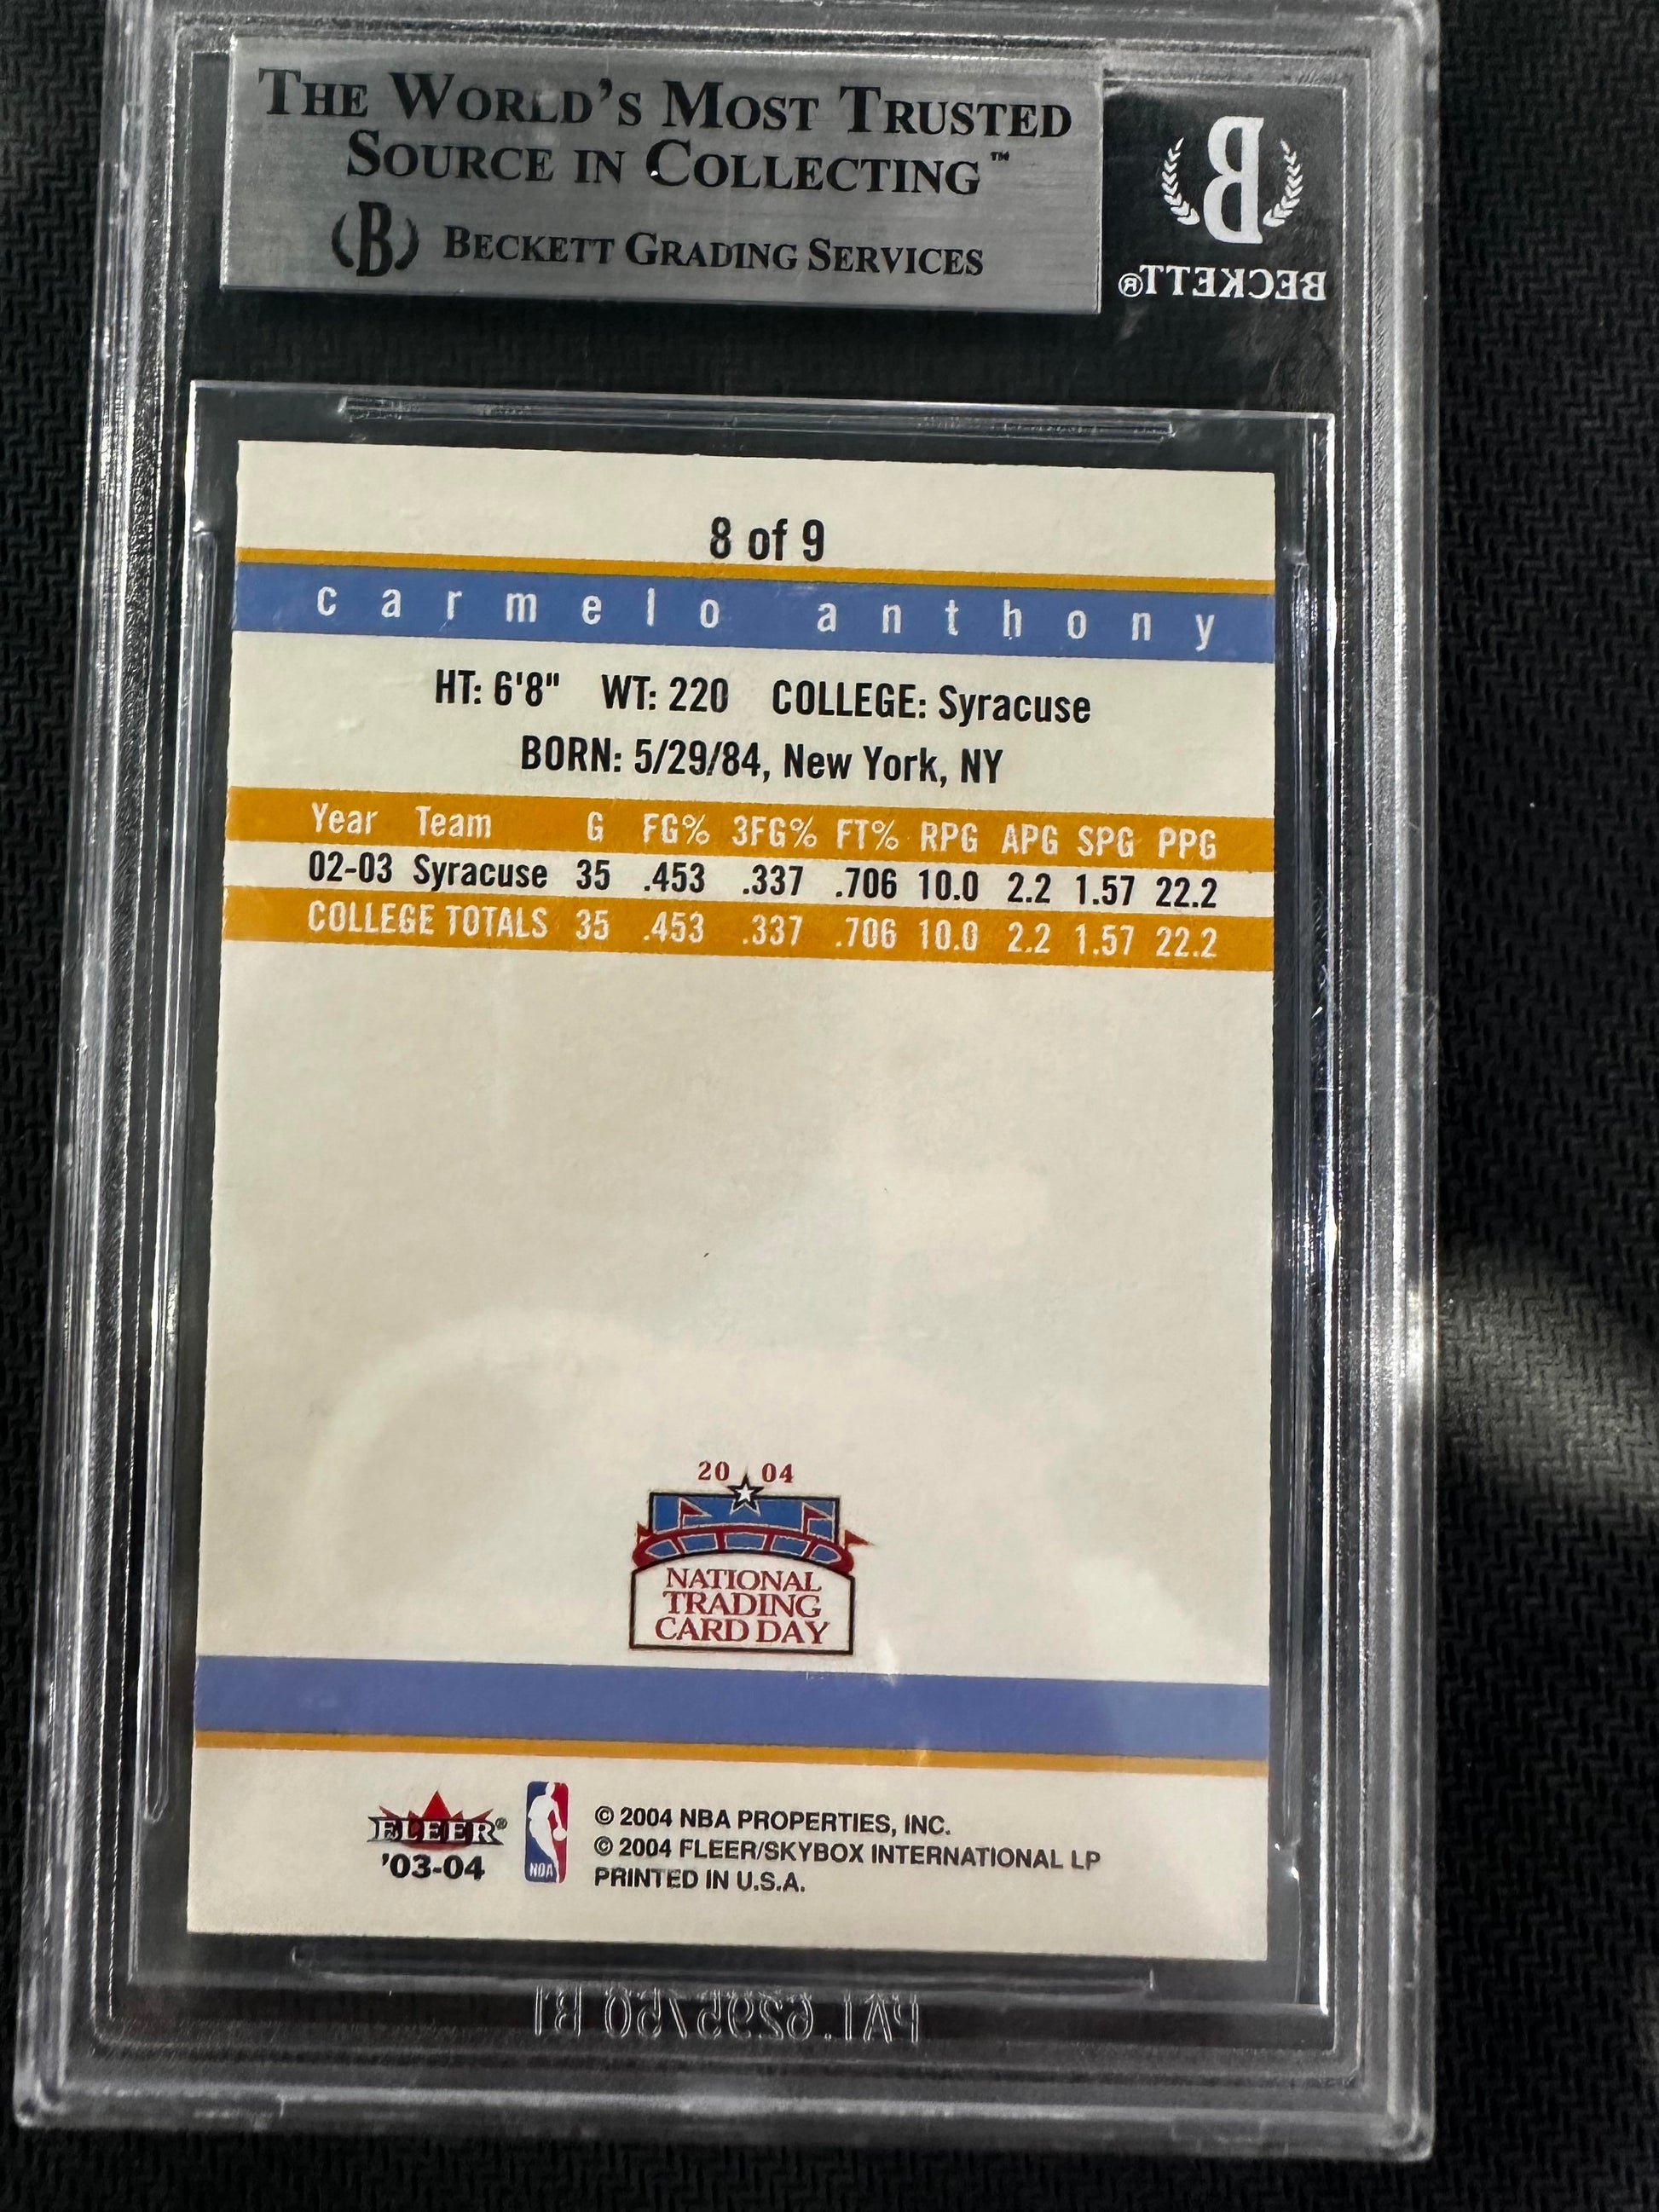 THE WORLD'S MOST TRUSTED
SOURCE IN COLLECTING™
B BECKETT GRADING SERVICES
B
BECKETT®
8 of 9
carmelo anthony
HT: 6'8" WT: 220 COLLEGE: Syracuse
BORN: 5/29/84, New York, NY
Year Team G FG% 3FG% FT% RPG APG SPG PPG
02-03 Syracuse 35 .453 .337 .706 10.0 2.2 1.57 22.2
COLLEGE TOTALS 35 .453 .337 .706 10.0 2.2 1.57 22.2
20 04
NATIONAL
TRADING
CARD DAY
FLEER®
'03-04
NBA
© 2004 NBA PROPERTIES, INC.
© 2004 FLEER/SKYBOX INTERNATIONAL LP
PRINTED IN U.S.A.
PAT.6295750 B1